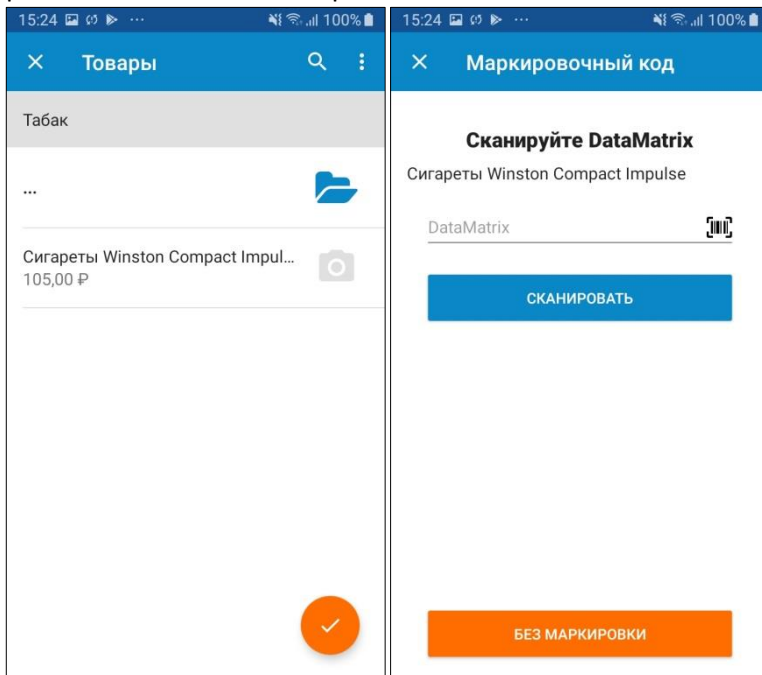 15:24 ... 100%
Товары
Табак
...
Сигареты Winston Compact Impul...
105,00 ₽
15:24 ... 100%
Маркировочный код
Сканируйте DataMatrix
Сигареты Winston Compact Impulse
DataMatrix
СКАНИРОВАТЬ
БЕЗ МАРКИРОВКИ